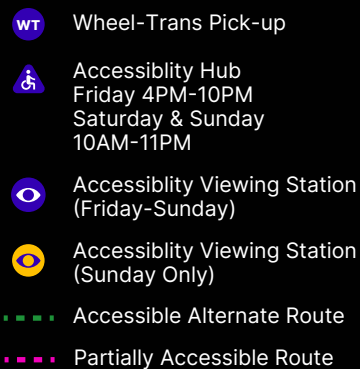 WT Wheel-Trans Pick-up
Accessiblity Hub
Friday 4PM-10PM
Saturday & Sunday
10AM-11PM
Accessiblity Viewing Station
(Friday-Sunday)
Accessiblity Viewing Station
(Sunday Only)
Accessible Alternate Route
Partially Accessible Route